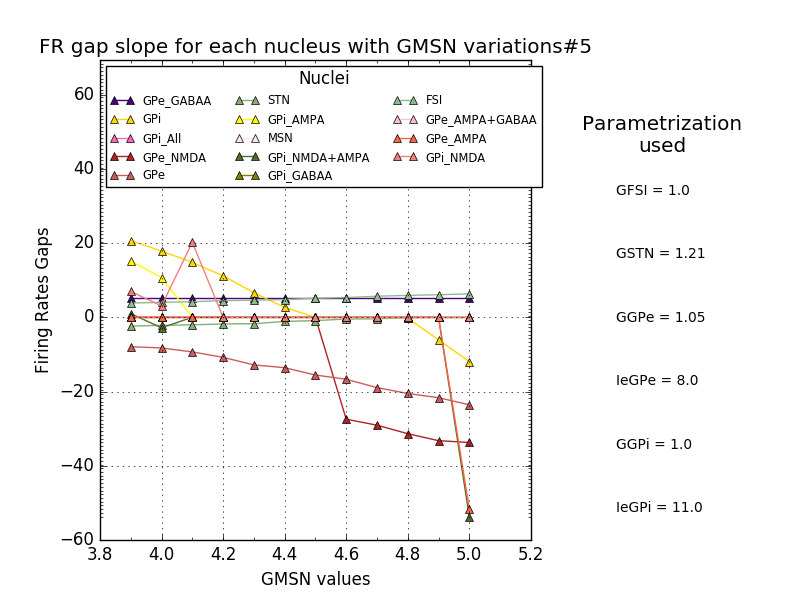 FR gap slope for each nucleus with GMSN variations#5
Nuclei
GPe_GABAA
GPi
GPi_All
GPe_NMDA
GPe
STN
GPi_AMPA
MSN
GPi_NMDA+AMPA
GPi_GABAA
FSI
GPe_AMPA+GABAA
GPe_AMPA
GPi_NMDA
60
40
20
0
−20
−40
−60
Firing Rates Gaps
3.8 4.0 4.2 4.4 4.6 4.8 5.0 5.2
GMSN values
Parametrization
used
GFSI = 1.0
GSTN = 1.21
GGPe = 1.05
IeGPe = 8.0
GGPi = 1.0
IeGPi = 11.0